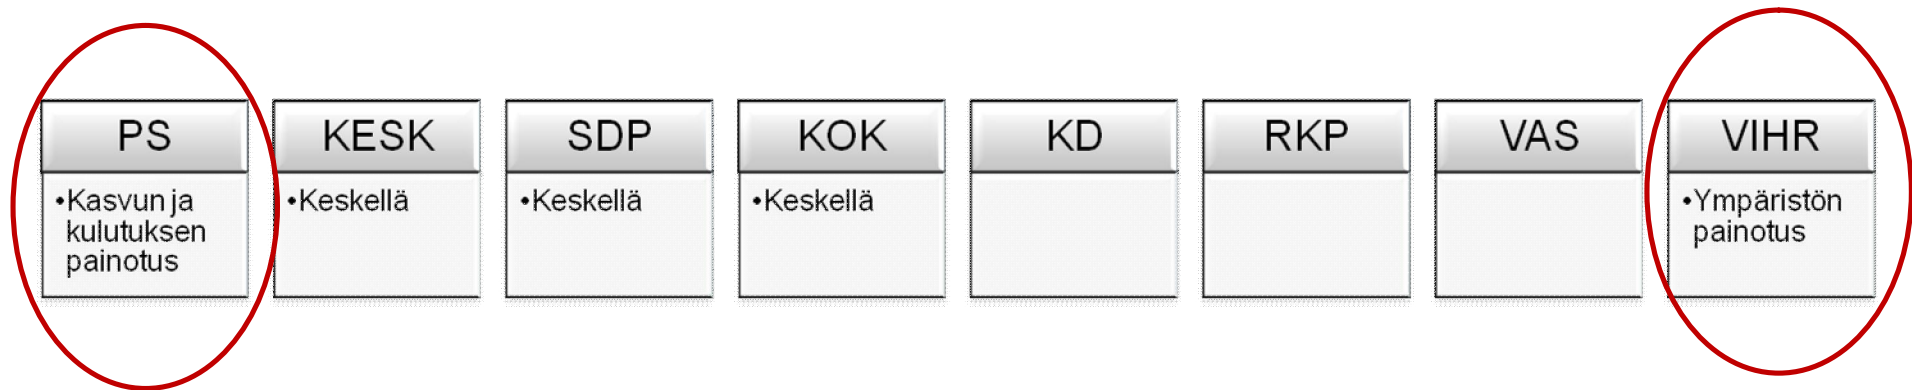 PS
•Kasvun ja
kulutuksen
painotus
KESK
•Keskellä
SDP
•Keskellä
KOK
•Keskellä
KD
RKP
VAS
VIHR
•Ympäristön
painotus